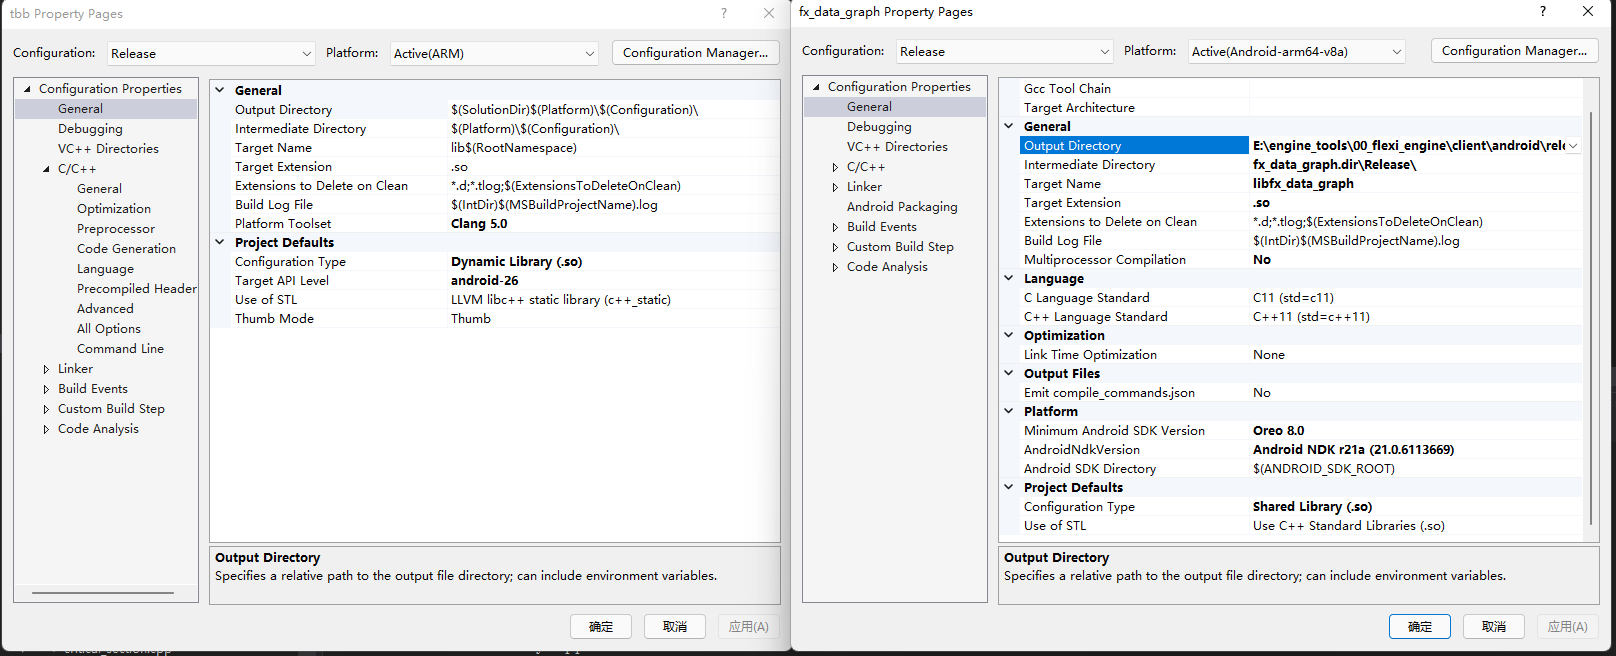 tbb Property Pages
Configuration: Release Platform: Active(ARM) Configuration Manager...
Configuration Properties
General
Debugging
VC++ Directories
C/C++
General
Optimization
Preprocessor
Code Generation
Language
Precompiled Header
Advanced
All Options
Command Line
Linker
Build Events
Custom Build Step
Code Analysis
General
Output Directory $(SolutionDir)$(Platform)\$(Configuration)\
Intermediate Directory $(Platform)\$(Configuration)\
Target Name lib$(RootNamespace)
Target Extension .so
Extensions to Delete on Clean *.d;*.tlog;$(ExtensionsToDeleteOnClean)
Build Log File $(IntDir)$(MSBuildProjectName).log
Platform Toolset Clang 5.0
Project Defaults
Configuration Type Dynamic Library (.so)
Target API Level android-26
Use of STL LLVM libc++ static library (c++_static)
Thumb Mode Thumb
Output Directory
Specifies a relative path to the output file directory; can include environment variables.
确定 取消 应用(A)
fx_data_graph Property Pages
Configuration: Release Platform: Active(Android-arm64-v8a) Configuration Manager...
Configuration Properties
General
Debugging
VC++ Directories
C/C++
Linker
Android Packaging
Build Events
Custom Build Step
Code Analysis
Gcc Tool Chain
Target Architecture
General
Output Directory E:\engine_tools\00_flexi_engine\client\android\rele
Intermediate Directory fx_data_graph.dir\Release\
Target Name libfx_data_graph
Target Extension .so
Extensions to Delete on Clean *.d;*.tlog;$(ExtensionsToDeleteOnClean)
Build Log File $(IntDir)$(MSBuildProjectName).log
Multiprocessor Compilation No
Language
C Language Standard C11 (std=c11)
C++ Language Standard C++11 (std=c++11)
Optimization
Link Time Optimization None
Output Files
Emit compile_commands.json No
Platform
Minimum Android SDK Version Oreo 8.0
AndroidNdkVersion Android NDK r21a (21.0.6113669)
Android SDK Directory $(ANDROID_SDK_ROOT)
Project Defaults
Configuration Type Shared Library (.so)
Use of STL Use C++ Standard Libraries (.so)
Output Directory
Specifies a relative path to the output file directory; can include environment variables.
确定 取消 应用(A)